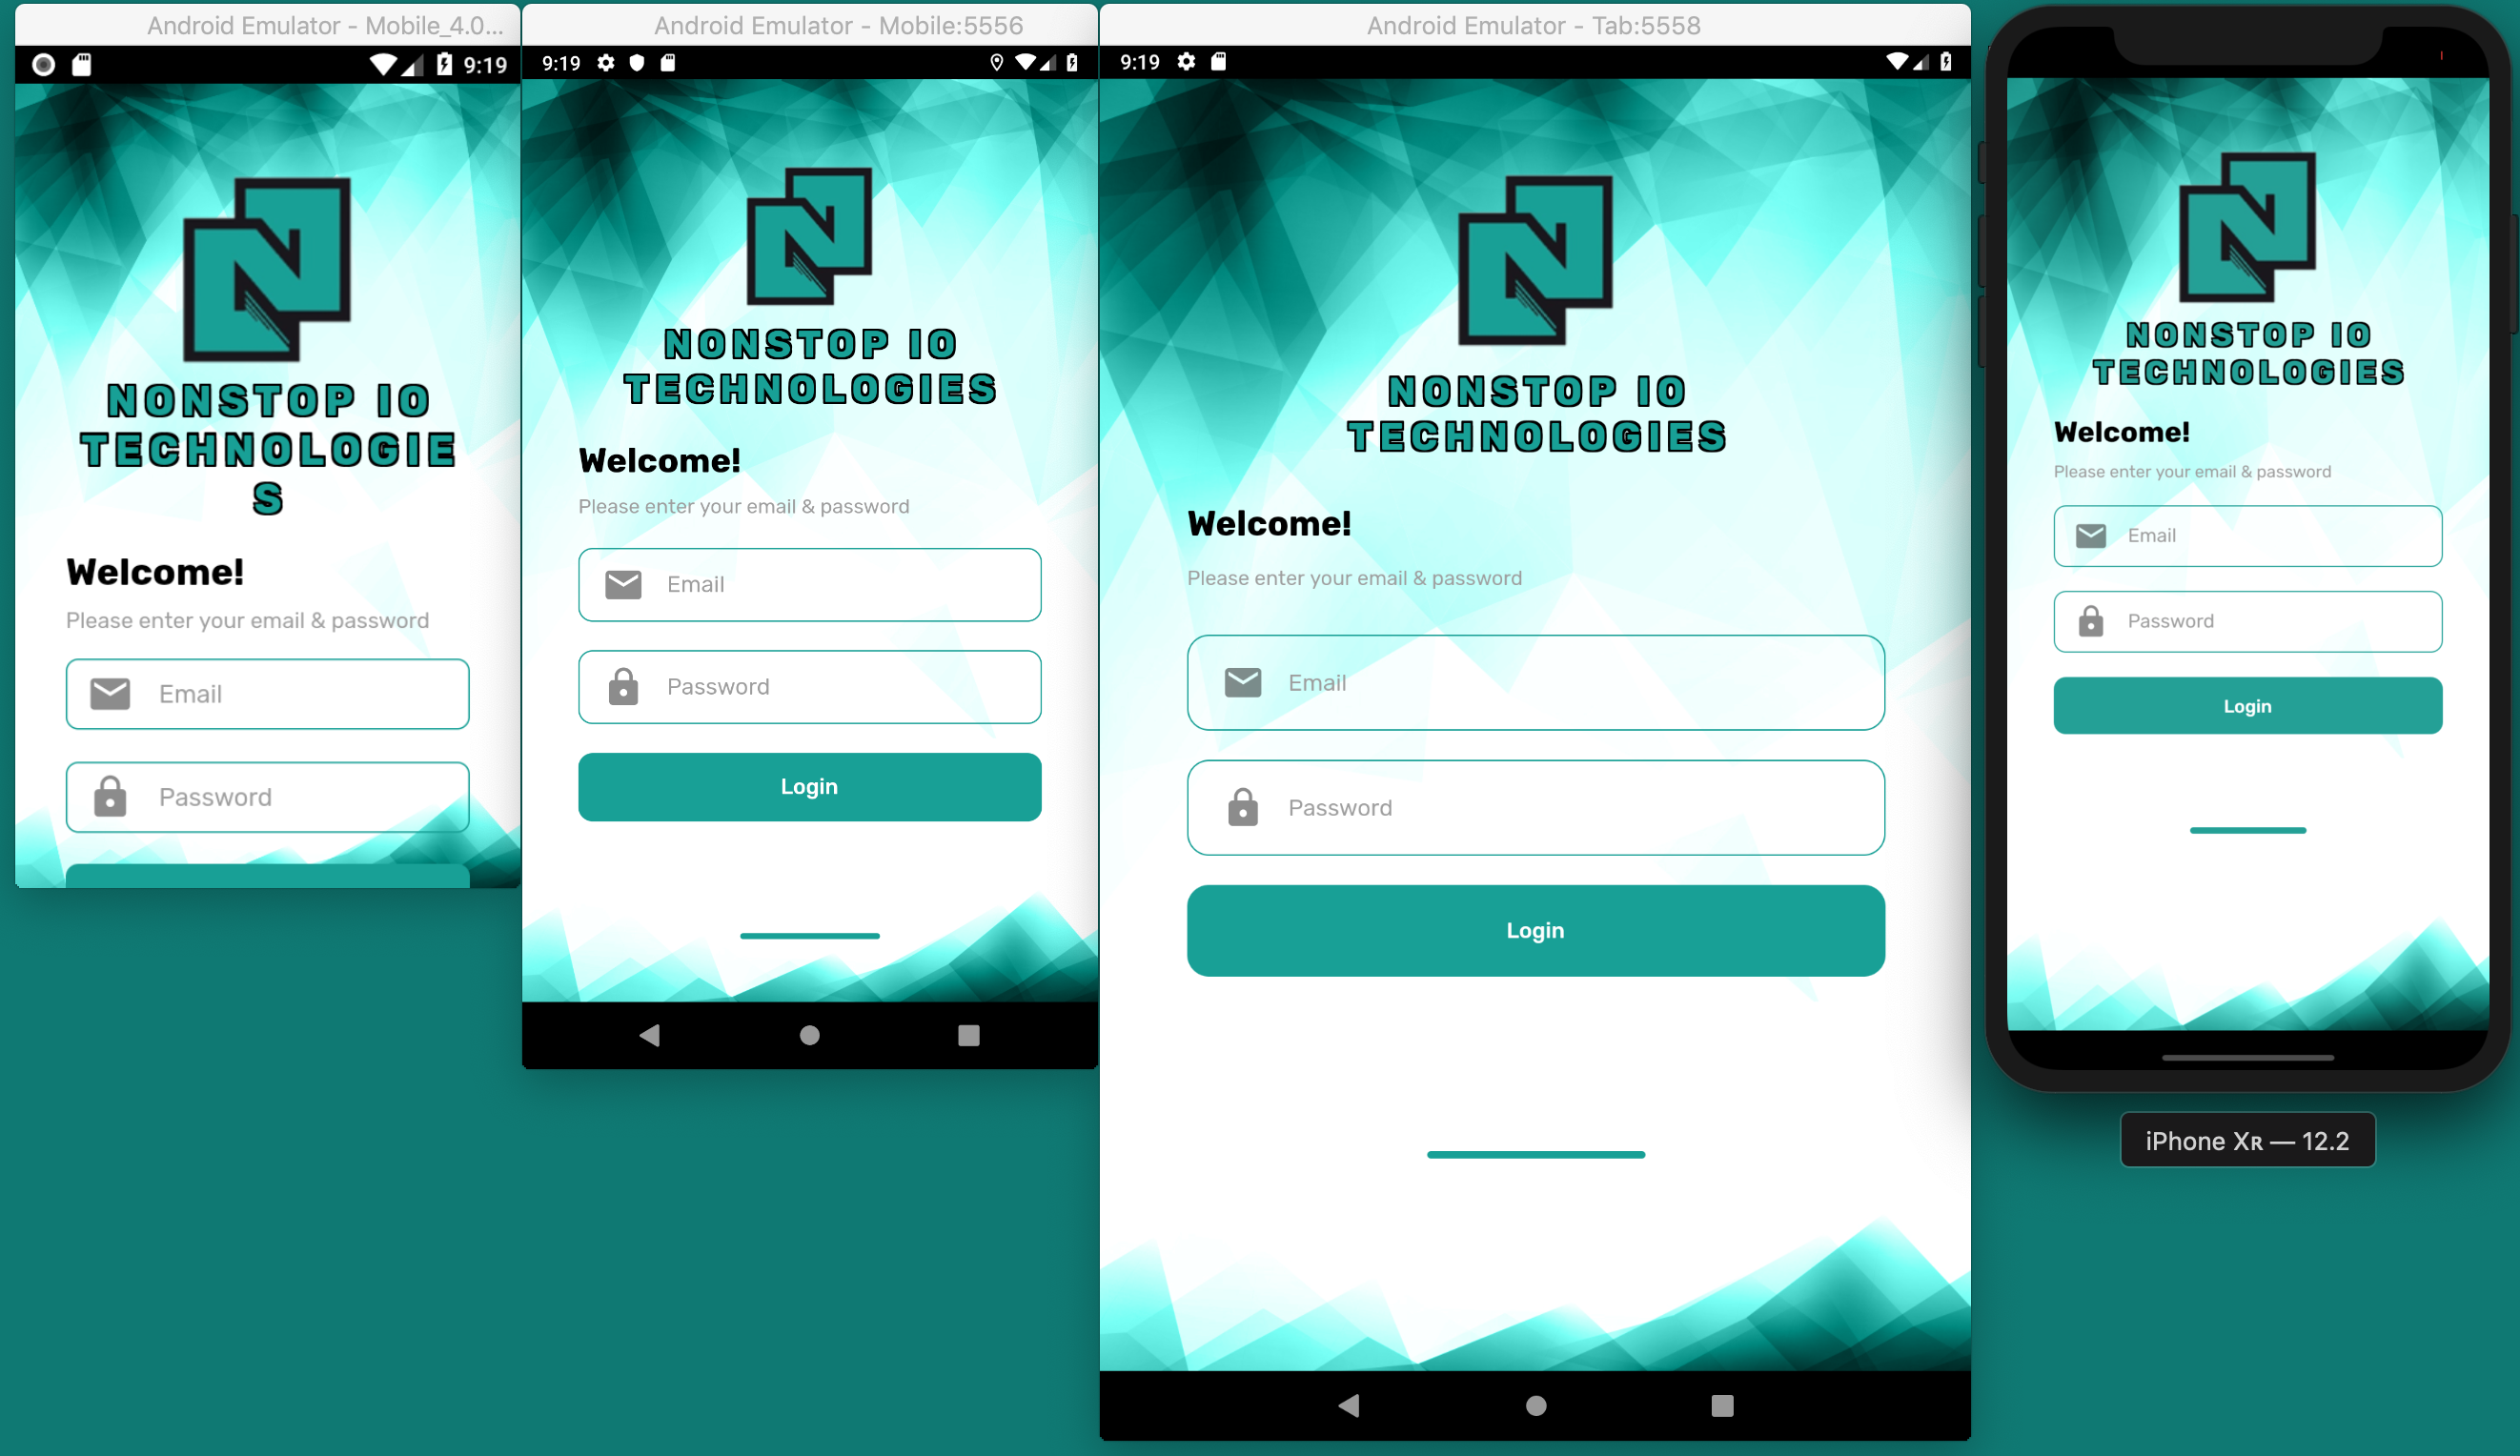 Android Emulator - Mobile_4.0...
9:19
NONSTOP IO
TECHNOLOGIE
S
Welcome!
Please enter your email & password
Email
Password
Android Emulator - Mobile:5556
9:19
NONSTOP IO
TECHNOLOGIES
Welcome!
Please enter your email & password
Email
Password
Login
Android Emulator - Tab:5558
9:19
NONSTOP IO
TECHNOLOGIES
Welcome!
Please enter your email & password
Email
Password
Login
NONSTOP IO
TECHNOLOGIES
Welcome!
Please enter your email & password
Email
Password
Login
iPhone Xʀ — 12.2